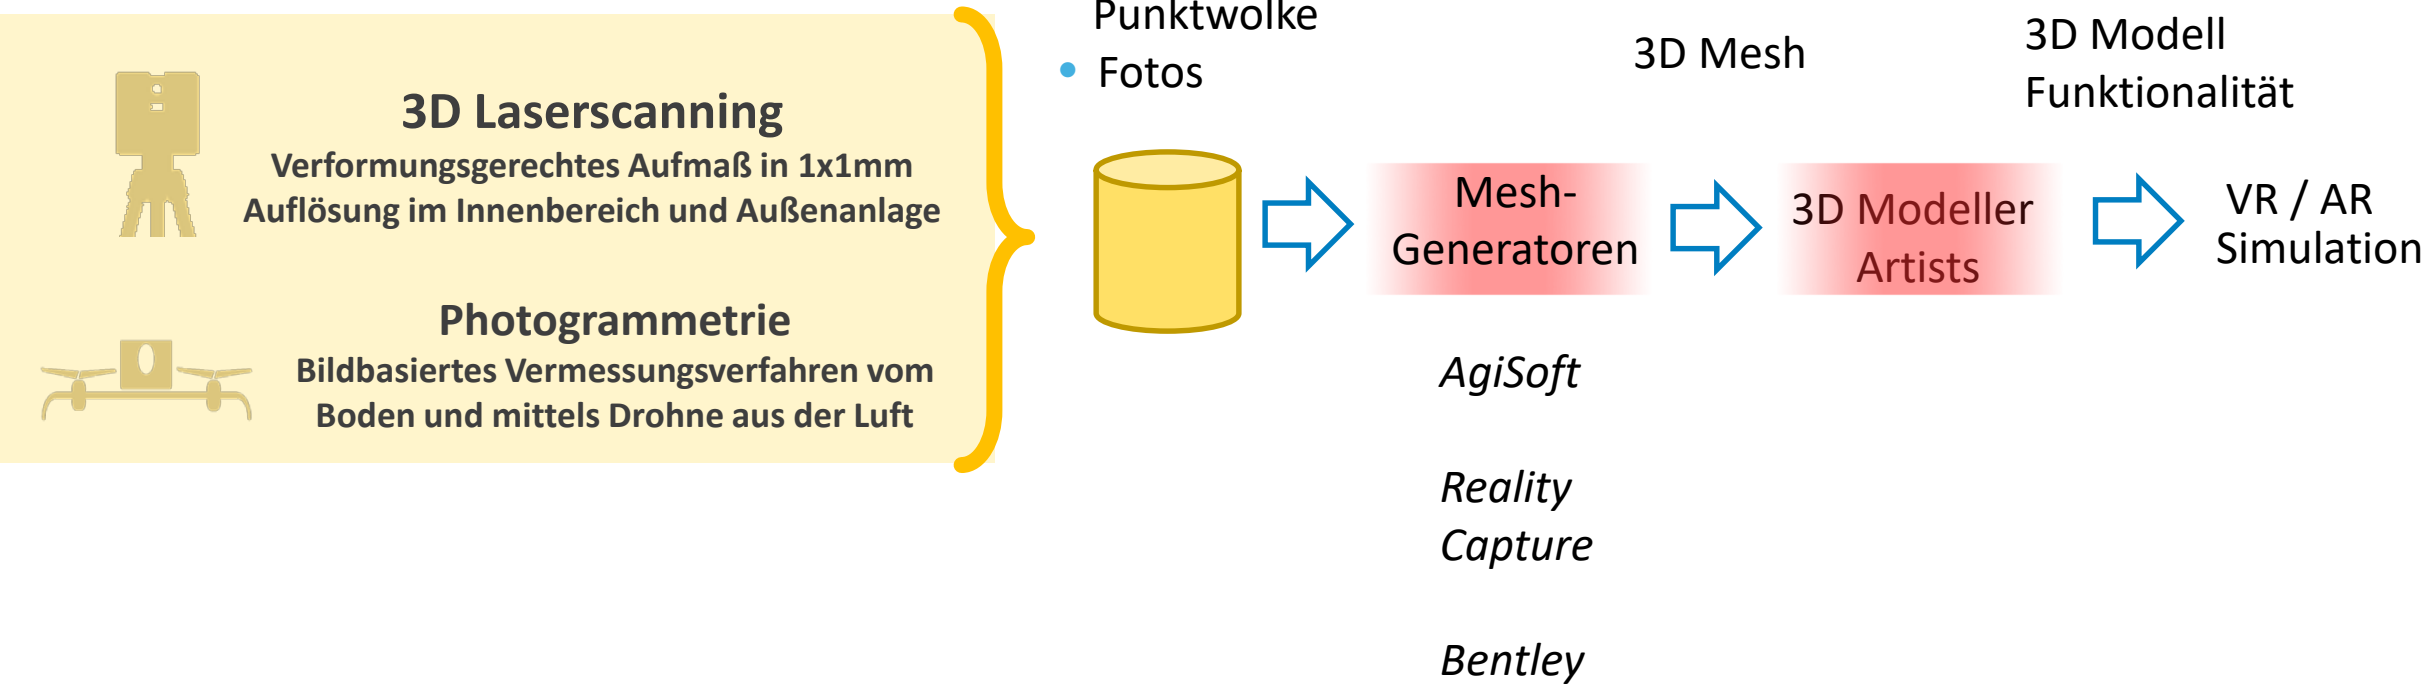 3D Laserscanning
Verformungsgerechtes Aufmaß in 1x1mm
Auflösung im Innenbereich und Außenanlage
Photogrammetrie
Bildbasiertes Vermessungsverfahren vom
Boden und mittels Drohne aus der Luft
Punktwolke
• Fotos
3D Mesh
3D Modell
Funktionalität
Mesh-
Generatoren
3D Modeller
Artists
VR / AR
Simulation
AgiSoft
Reality
Capture
Bentley